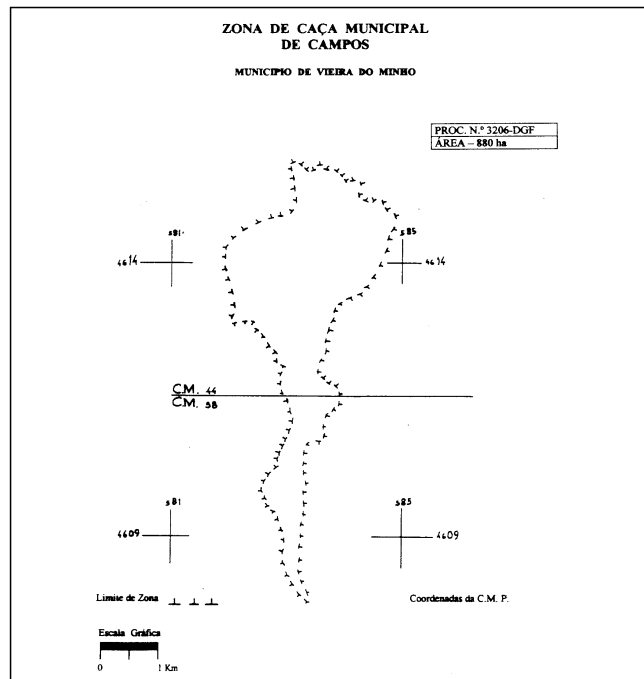 ZONA DE CAÇA MUNICIPAL
DE CAMPOS
MUNICIPIO DE VIEIRA DO MINHO
PROC. N.º 3206-DGF
ÁREA – 880 ha
581
585
4614
4614
C.M. 44
C.M. 58
581
585
4609
4609
Limite de Zona
Coordenadas da C. M. P.
Escala Gráfica
0 1 Km